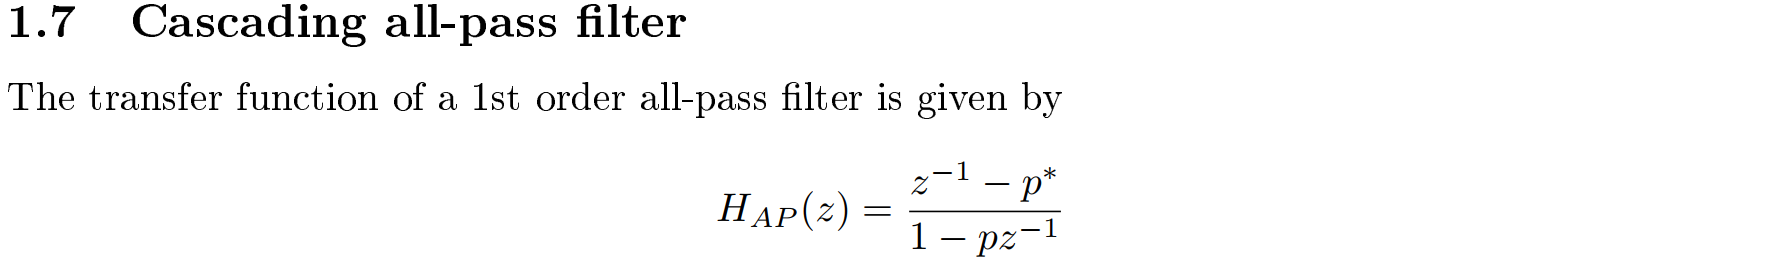 1.7 Cascading all-pass filter
The transfer function of a 1st order all-pass filter is given by
H_{AP}(z) = \frac{z^{-1} - p^*}{1 - pz^{-1}}